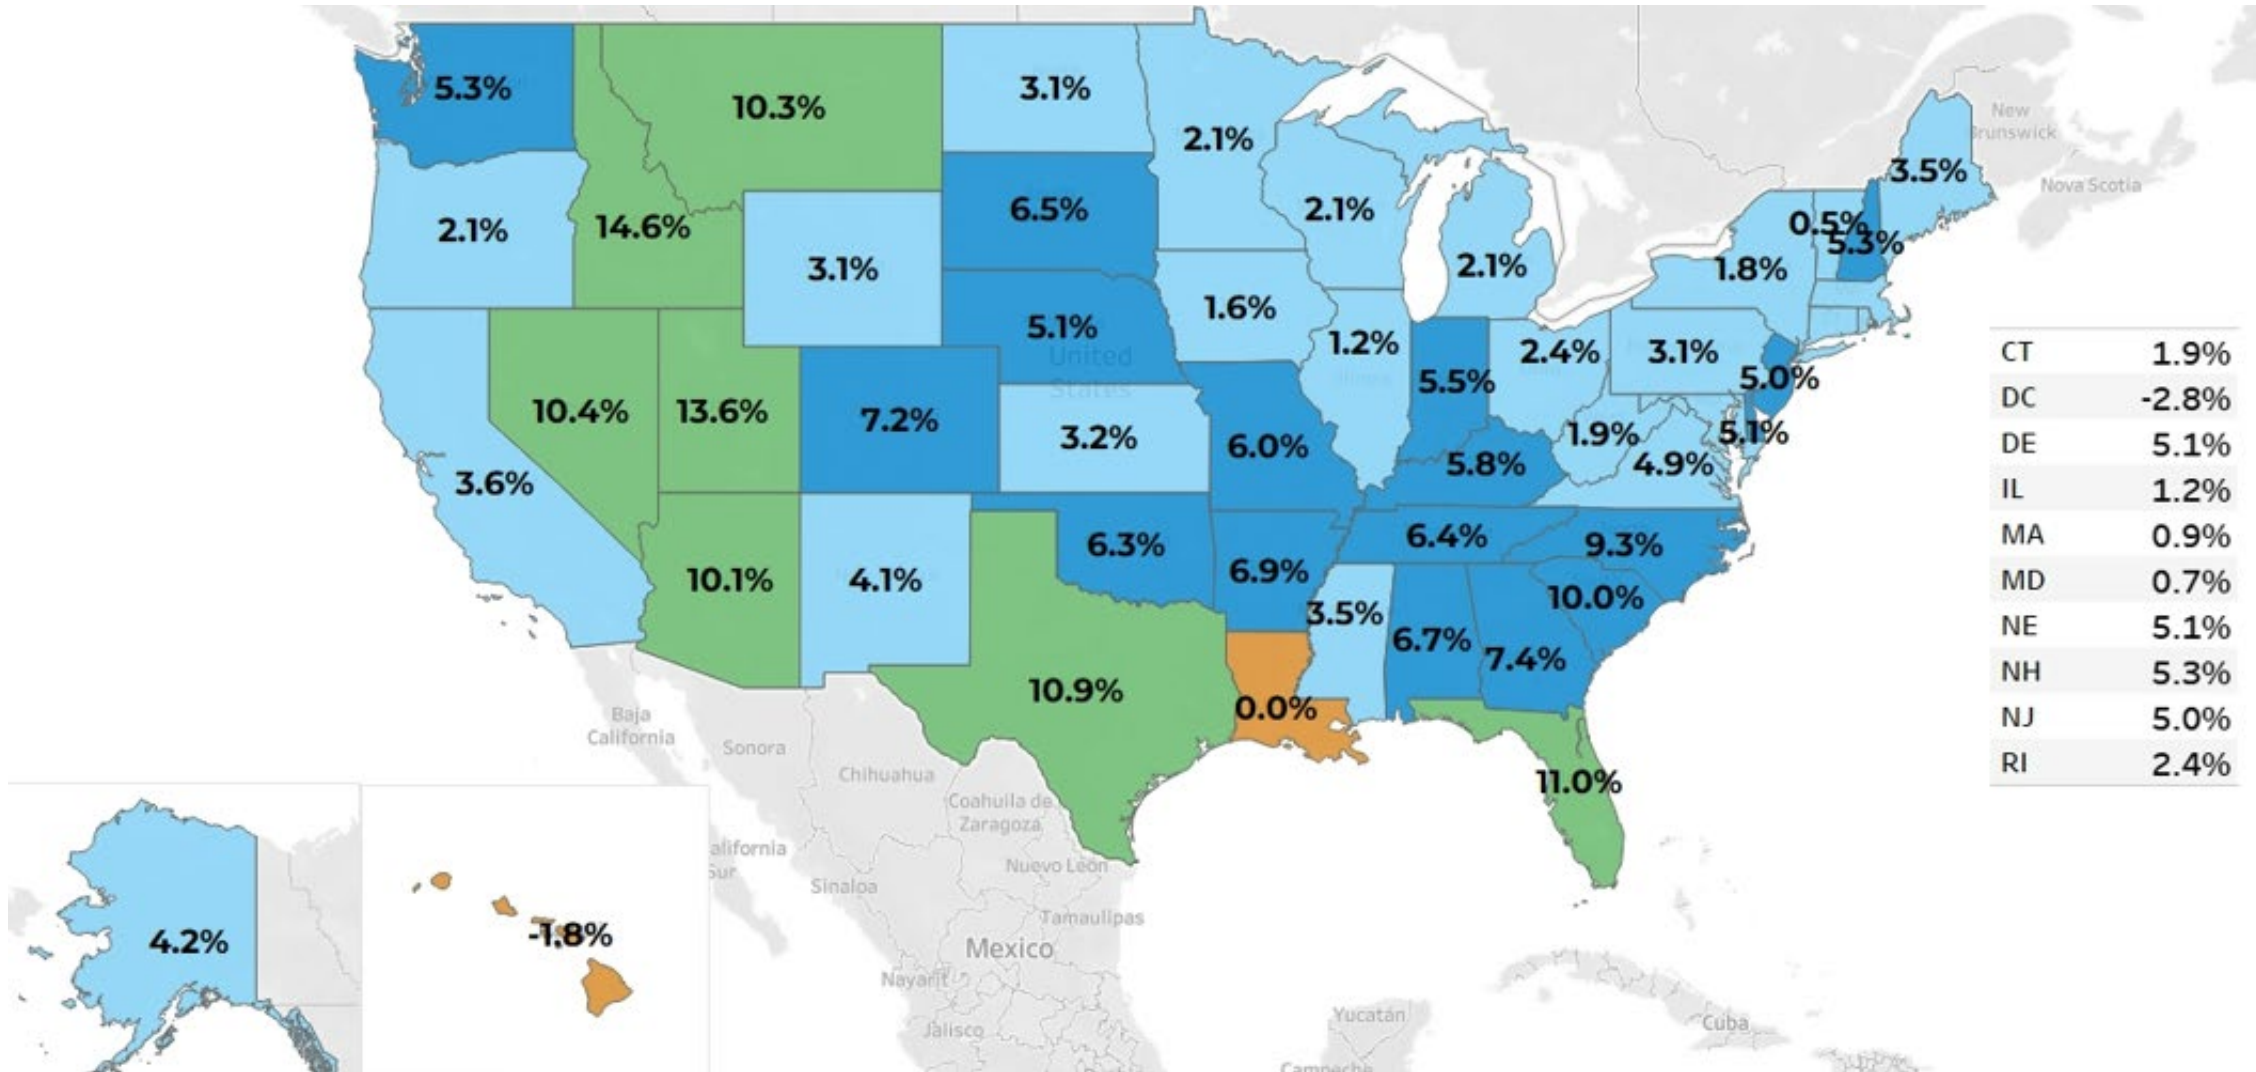 5.3%
10.3%
3.1%
2.1%
3.5%
New
Brunswick
Nova Scotia
2.1%
14.6%
3.1%
6.5%
2.1%
2.1%
0.5%
5.3%
1.8%
5.1%
United
States
1.6%
1.2%
5.5%
2.4%
3.1%
5.0%
3.6%
10.4%
13.6%
7.2%
3.2%
6.0%
5.8%
1.9%
4.9%
5.1%
10.1%
4.1%
6.3%
6.9%
6.4%
9.3%
10.0%
3.5%
6.7%
7.4%
10.9%
0.0%
11.0%
CT 1.9%
DC -2.8%
DE 5.1%
IL 1.2%
MA 0.9%
MD 0.7%
NE 5.1%
NH 5.3%
NJ 5.0%
RI 2.4%
Baja
California
Sonora
Chihuahua
Coahuila de
Zaragoza
Nuevo León
alifornia
Sur
Sinaloa
Tamaulipas
Mexico
Nayarit
Jalisco
Yucatán
Campeche
Cuba
4.2%
-1.8%